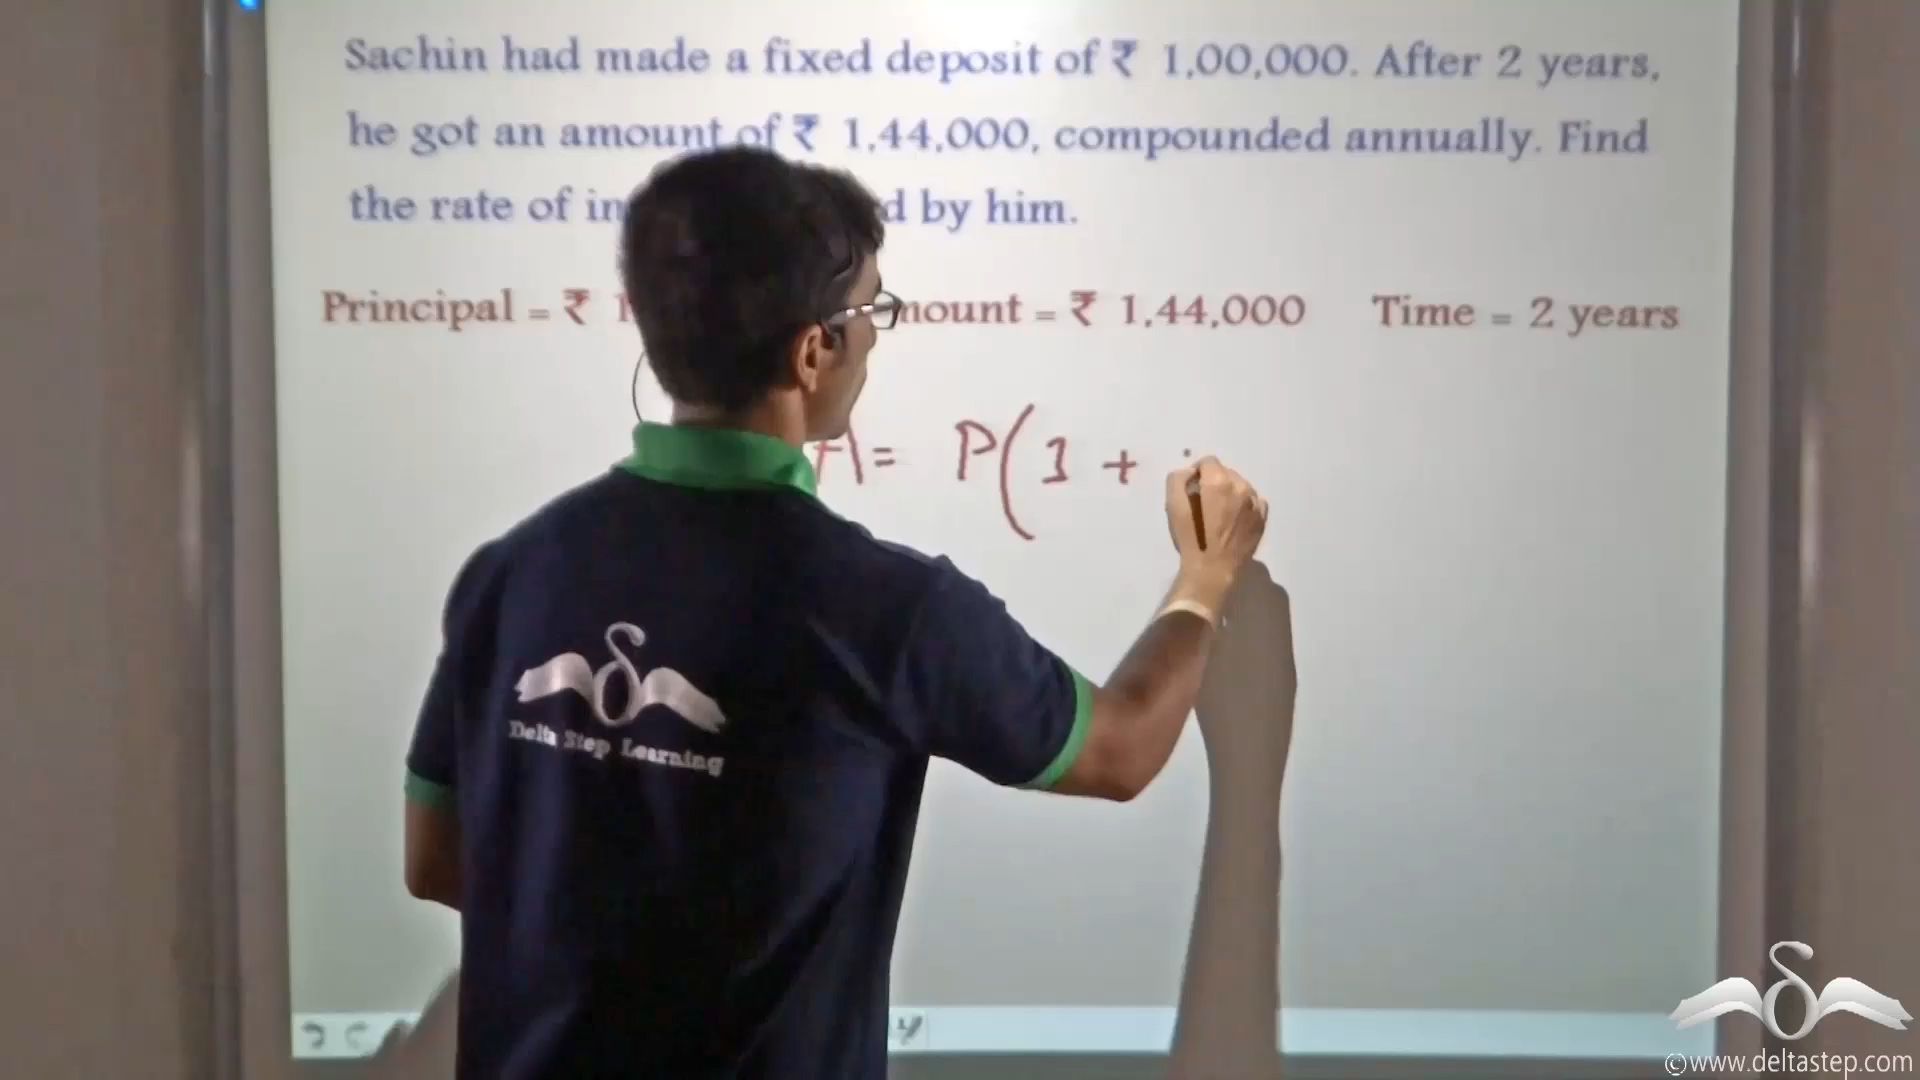 Sachin had made a fixed deposit of ₹ 1,00,000. After 2 years,
he got an amount of ₹ 1,44,000, compounded annually. Find
the rate of by him.
Principal = ₹ = ₹ 1,44,000 Time = 2 years
A = P(1 +
Delta Step Learning
©www.deltastep.com